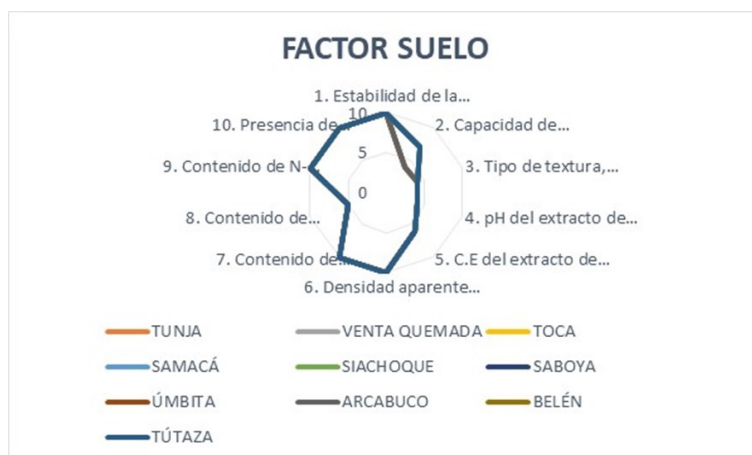 FACTOR SUELO
1. Estabilidad de la...
10
10. Presencia de...
2. Capacidad de...
5
9. Contenido de N-...
3. Tipo de textura,...
0
8. Contenido de...
4. pH del extracto de...
7. Contenido de...
5. C.E del extracto de...
6. Densidad aparente...
TUNJA VENTA QUEMADA TOCA
SAMACÁ SIACHOQUE SABOYA
ÚMBITA ARCABUCO BELÉN
TÚTAZA